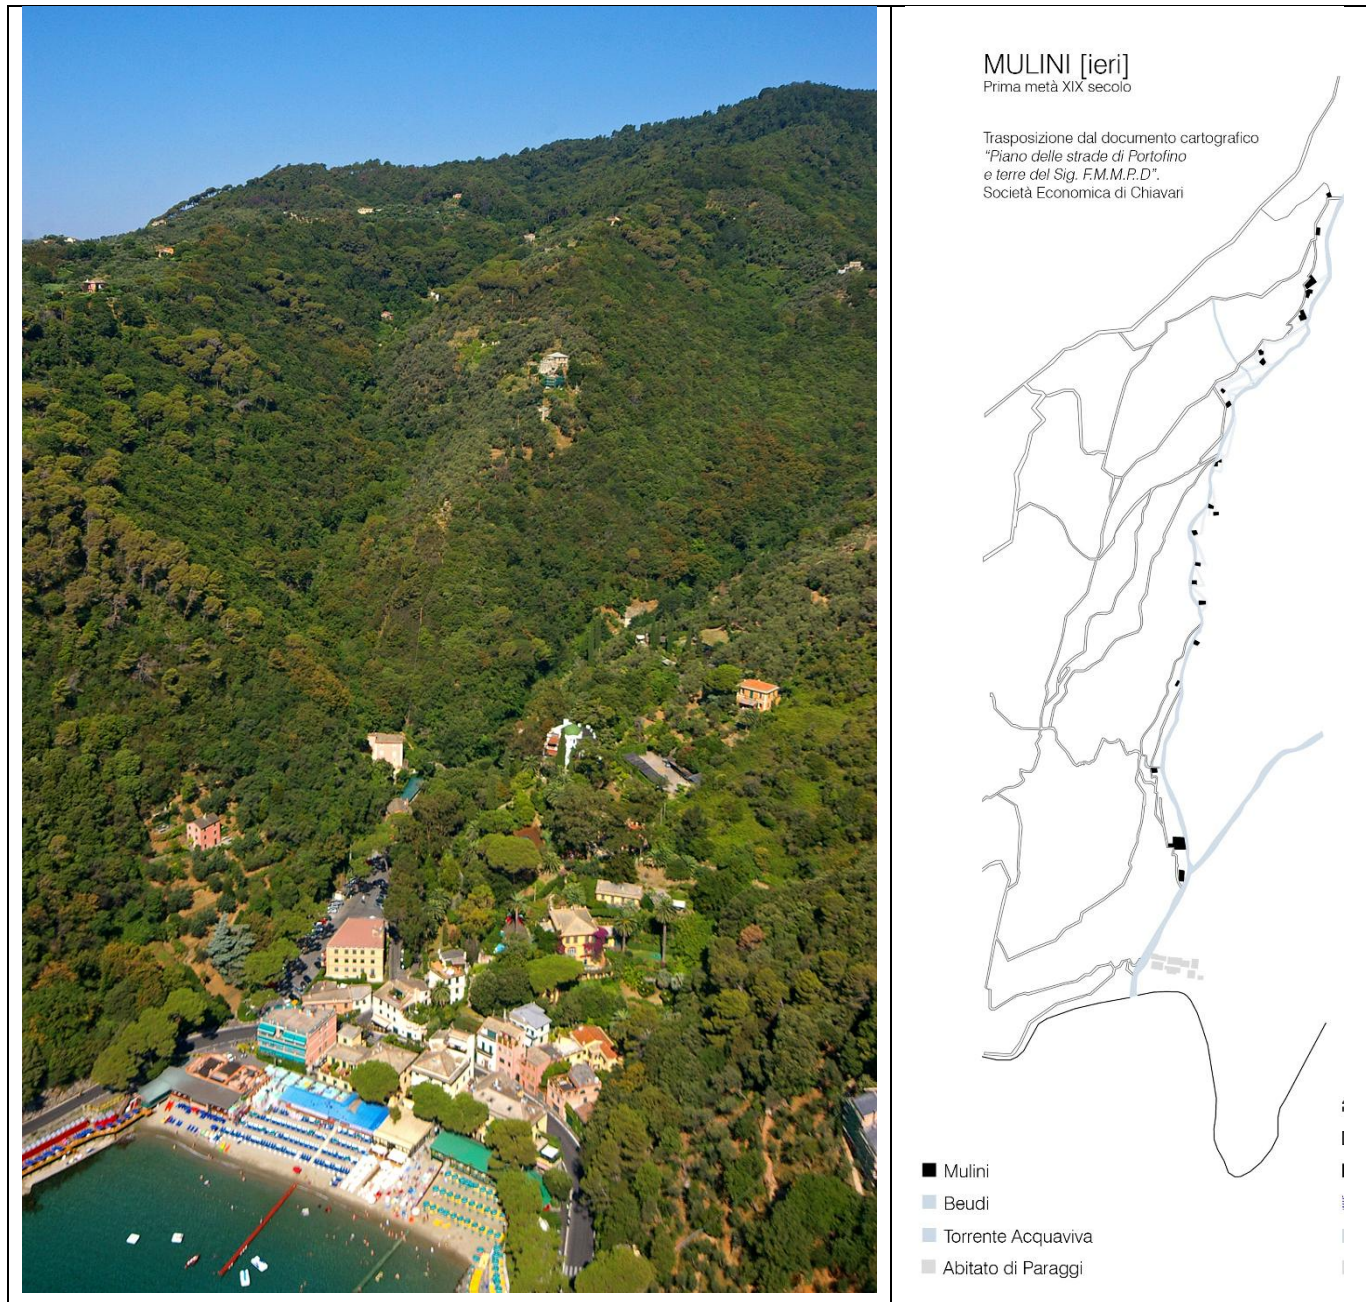 MULINI [ieri]
Prima metà XIX secolo
Trasposizione dal documento cartografico
“Piano delle strade di Portofino
e terre del Sig. F.M.M.P.D”.
Società Economica di Chiavari
Mulini
Beudi
Torrente Acquaviva
Abitato di Paraggi